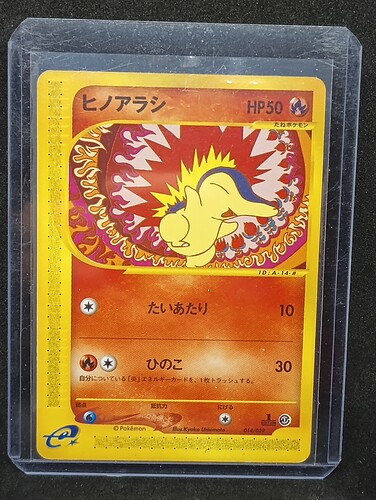 ヒノアラシ HP50
たねポケモン
ID:A-14-#
たいあたり 10
ひのこ 30
自分についている「炎」エネルギーカードを、1枚トラッシュする。
弱点 抵抗力 にげる
©Pokémon Illus. Kyoko Umemoto